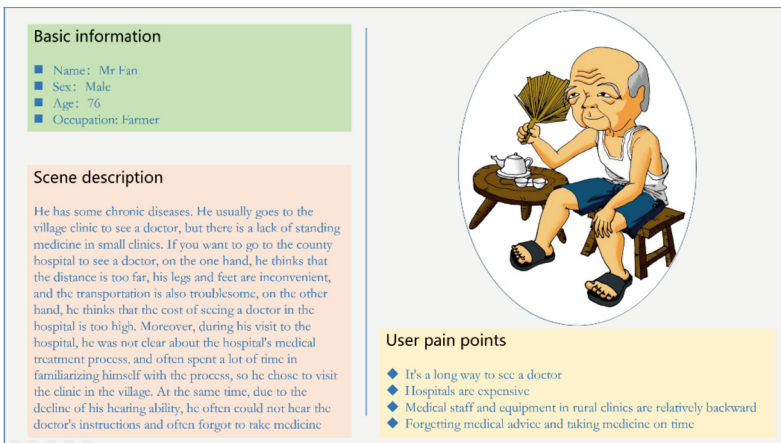 Basic information
■ Name: Mr Fan
■ Sex: Male
■ Age: 76
■ Occupation: Farmer
Scene description
He has some chronic diseases. He usually goes to the
village clinic to see a doctor, but there is a lack of standing
medicine in small clinics. If you want to go to the county
hospital to see a doctor, on the one hand, he thinks that
the distance is too far, his legs and feet are inconvenient,
and the transportation is also troublesome, on the other
hand, he thinks that the cost of seeing a doctor in the
hospital is too high. Moreover, during his visit to the
hospital, he was not clear about the hospital's medical
treatment process, and often spent a lot of time in
familiarizing himself with the process, so he chose to visit
the clinic in the village. At the same time, due to the
decline of his hearing ability, he often could not hear the
doctor's instructions and often forgot to take medicine
User pain points
◆ It's a long way to see a doctor
◆ Hospitals are expensive
◆ Medical staff and equipment in rural clinics are relatively backward
◆ Forgetting medical advice and taking medicine on time